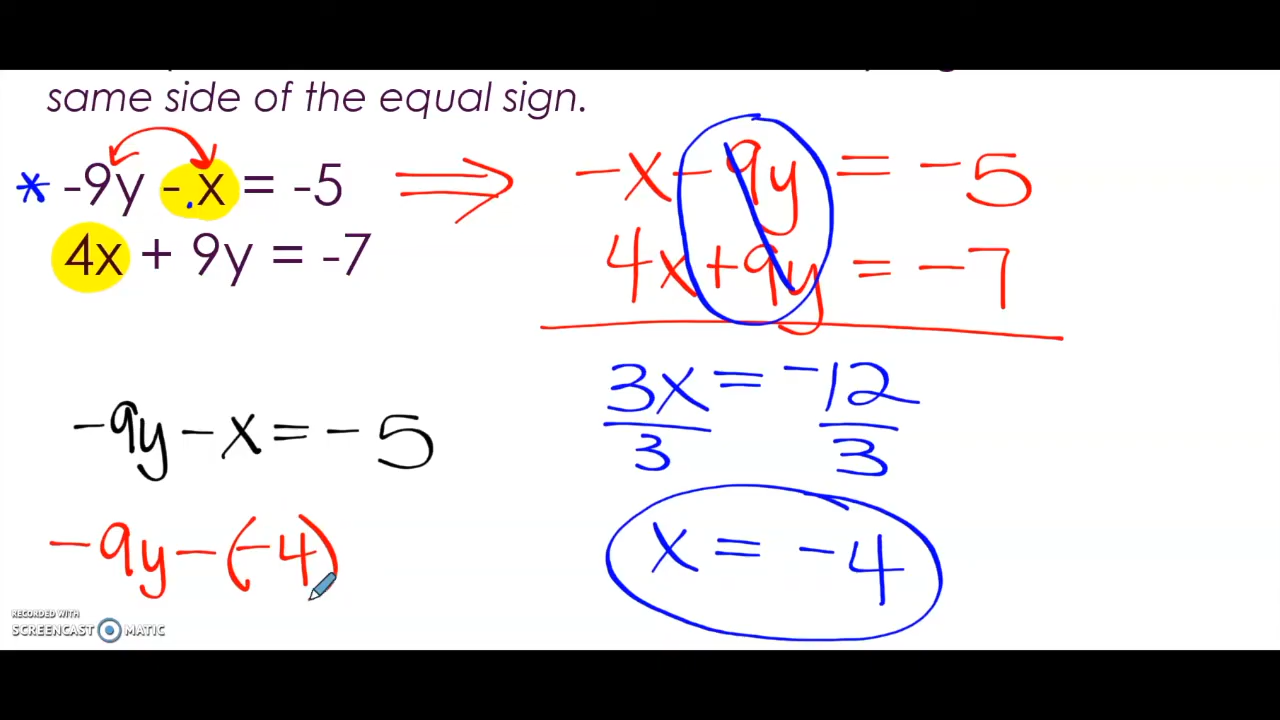 same side of the equal sign.
* -9y - x = -5
4x + 9y = -7
-x - 9y = -5
4x + 9y = -7
3x = -12
3 3
x = -4
-9y - x = -5
-9y - (-4)
RECORDED WITH
SCREENCAST MATIC